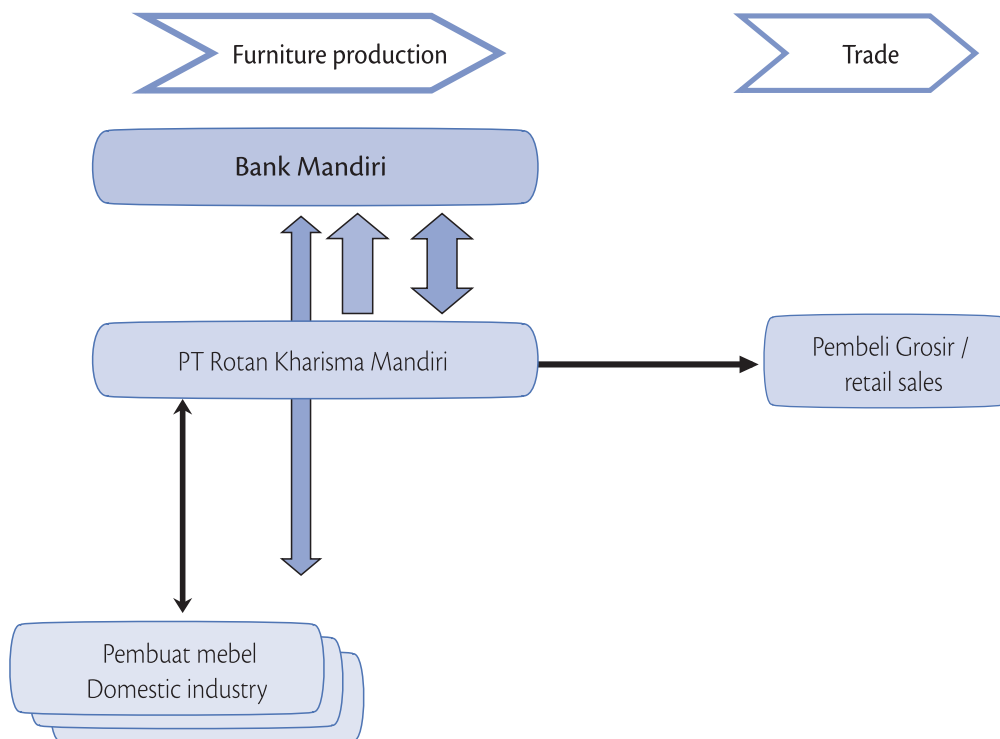 Furniture production
Trade
Bank Mandiri
PT Rotan Kharisma Mandiri
Pembeli Grosir /
retail sales
Pembuat mebel
Domestic industry